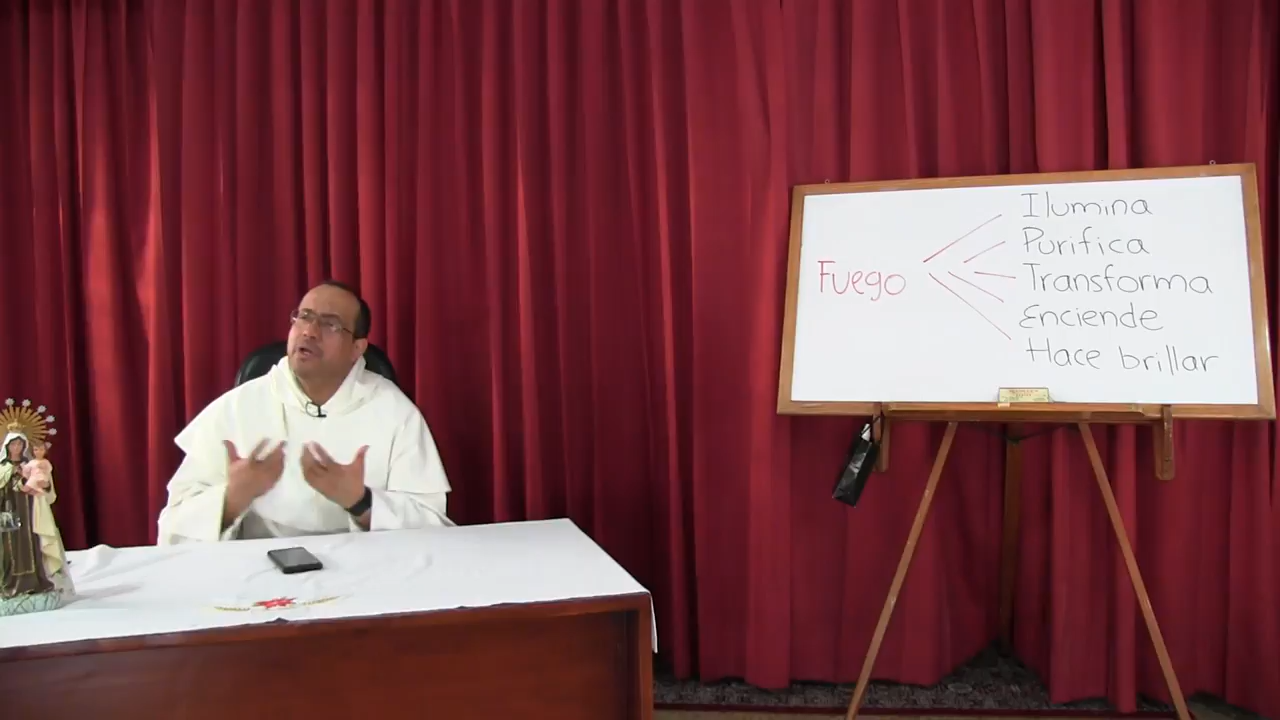 Fuego
Ilumina
Purifica
Transforma
Enciende
Hace brillar